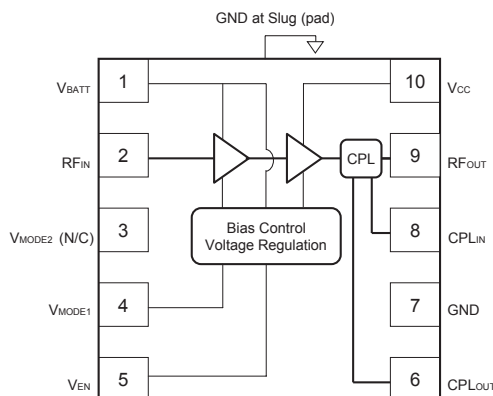 GND at Slug (pad)
VBATT 1 10 VCC
RFIN 2 CPL 9 RFOUT
VMODE2 (N/C) 3 Bias Control 8 CPLIN
Voltage Regulation
VMODE1 4 7 GND
VEN 5 6 CPLOUT